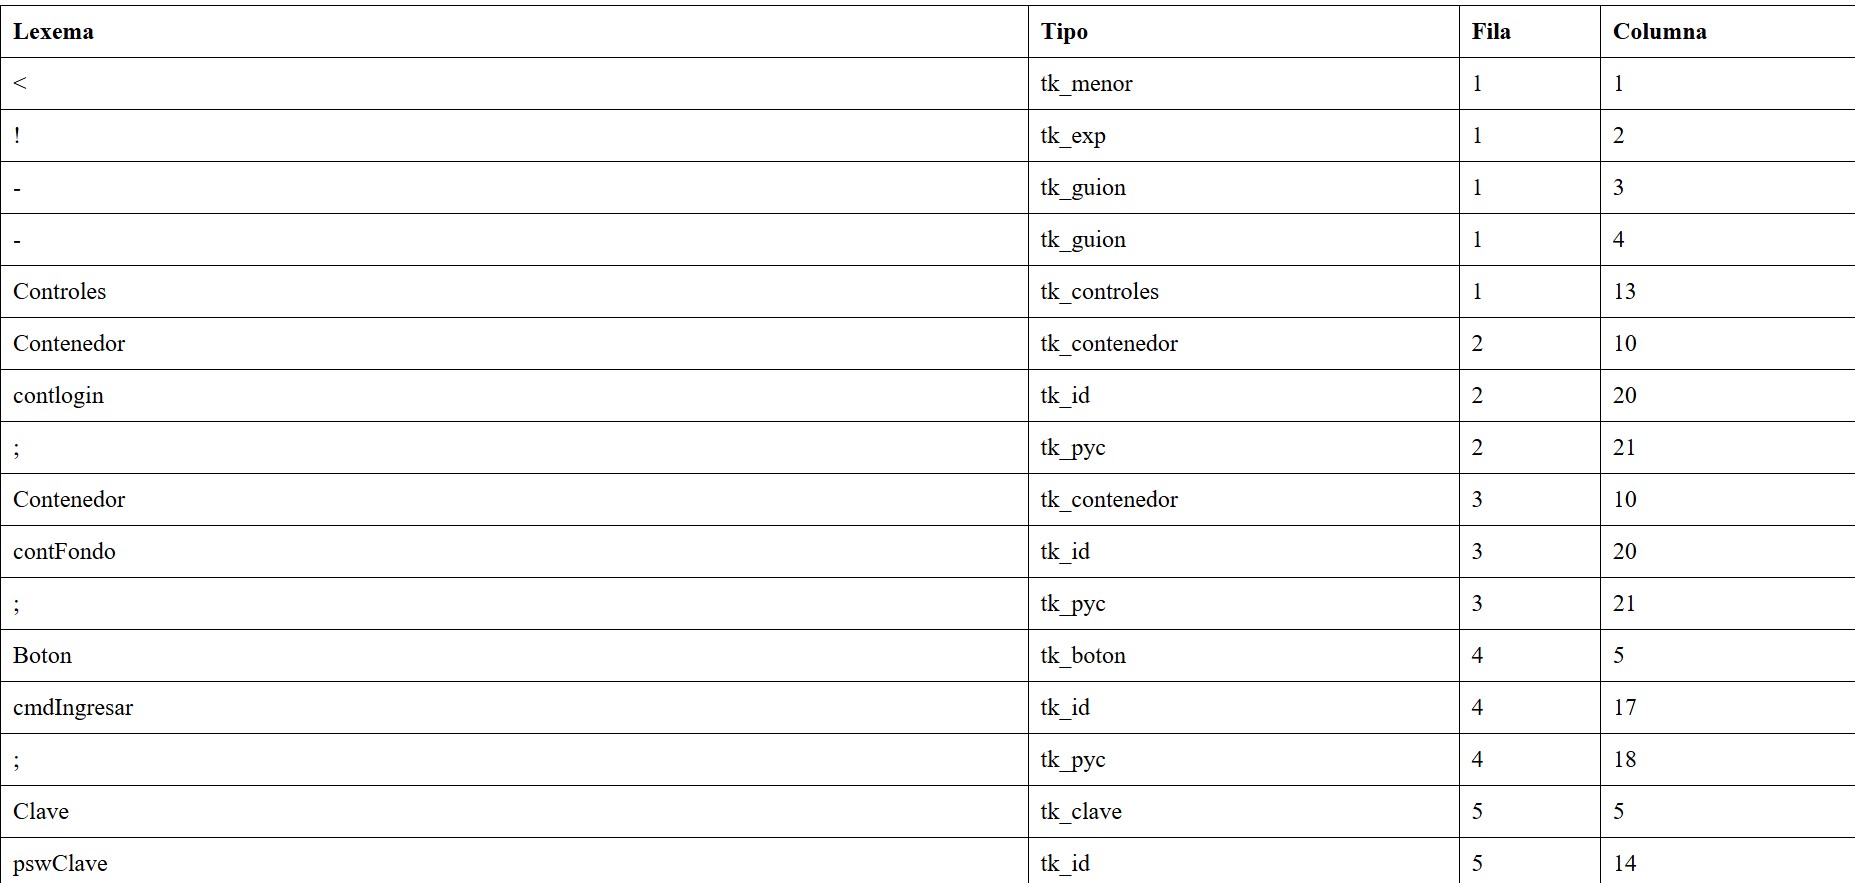 Lexema Tipo Fila Columna
< tk_menor 1 1
! tk_exp 1 2
- tk_guion 1 3
- tk_guion 1 4
Controles tk_controles 1 13
Contenedor tk_contenedor 2 10
contlogin tk_id 2 20
; tk_pyc 2 21
Contenedor tk_contenedor 3 10
contFondo tk_id 3 20
; tk_pyc 3 21
Boton tk_boton 4 5
cmdIngresar tk_id 4 17
; tk_pyc 4 18
Clave tk_clave 5 5
pswClave tk_id 5 14